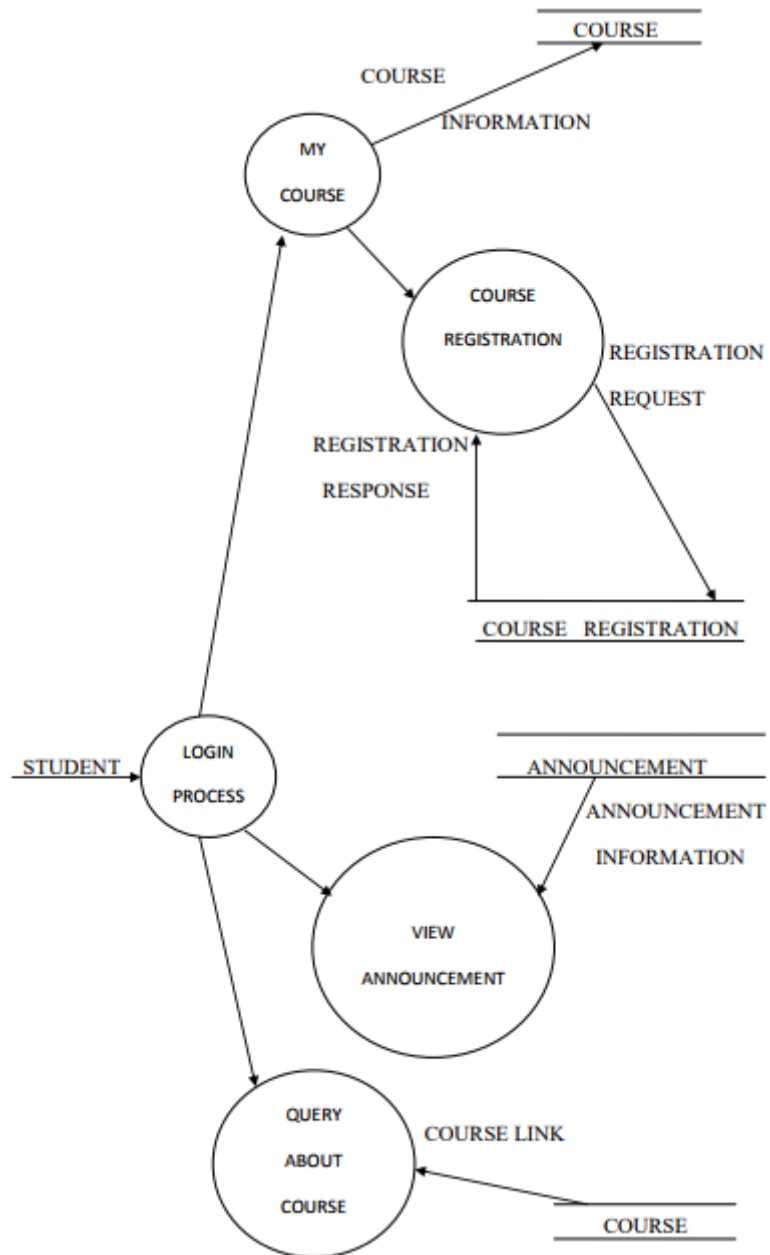 COURSE
COURSE
INFORMATION
MY
COURSE
COURSE
REGISTRATION
REGISTRATION
REQUEST
REGISTRATION
RESPONSE
COURSE REGISTRATION
STUDENT
LOGIN
PROCESS
ANNOUNCEMENT
ANNOUNCEMENT
INFORMATION
VIEW
ANNOUNCEMENT
QUERY
ABOUT
COURSE
COURSE LINK
COURSE